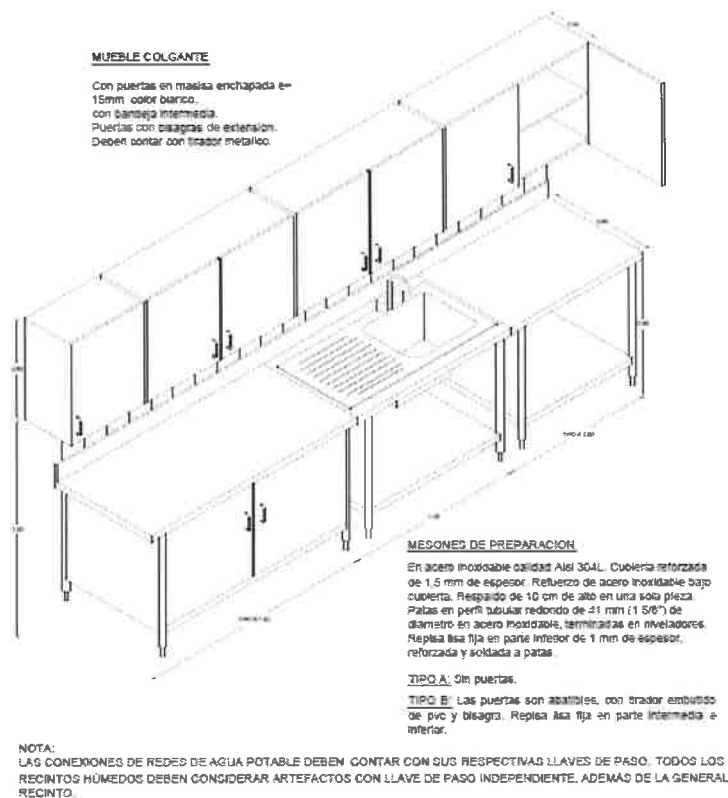 MUEBLE COLGANTE
Con puertas en masisa enchapada e=
15mm color blanco.
con bandeja intermedia.
Puertas con bisagras de extension.
Deben contar con tirador metalico.
MESONES DE PREPARACION
En acero inoxidable calidad Aisi 304L. Cubierta reforzada
de 1,5 mm de espesor. Refuerzo de acero inoxidable bajo
cubierta. Respaldo de 10 cm de alto en una sola pieza.
Patas en perfil tubular redondo de 41 mm (1 5/8") de
diametro en acero inoxidable, terminadas en niveladores.
Repisa lisa fija en parte inferior de 1 mm de espesor,
reforzada y soldada a patas.
TIPO A: Sin puertas.
TIPO B: Las puertas son abatibles, con tirador embutido
de pvc y bisagra. Repisa lisa fija en parte intermedia e
inferior.
NOTA:
LAS CONEXIONES DE REDES DE AGUA POTABLE DEBEN CONTAR CON SUS RESPECTIVAS LLAVES DE PASO. TODOS LOS
RECINTOS HÚMEDOS DEBEN CONSIDERAR ARTEFACTOS CON LLAVE DE PASO INDEPENDIENTE, ADEMÁS DE LA GENERAL
RECINTO.